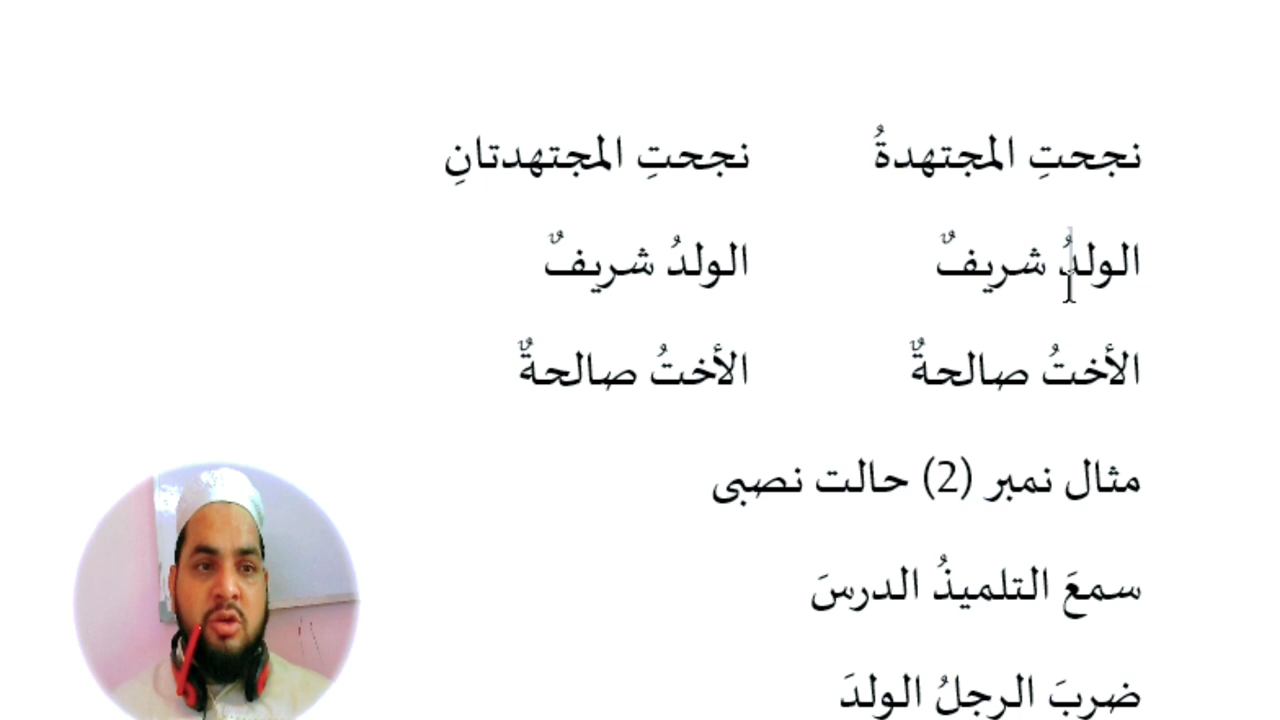 نجحتِ المجتهدةُ نجحتِ المجتهدتانِ
الولدُ شريفٌ الولدُ شريفٌ
الأختُ صالحةٌ الأختُ صالحةٌ
مثال نمبر (2) حالت نصبی
سمعَ التلميذُ الدرسَ
ضربَ الرجلُ الولدَ